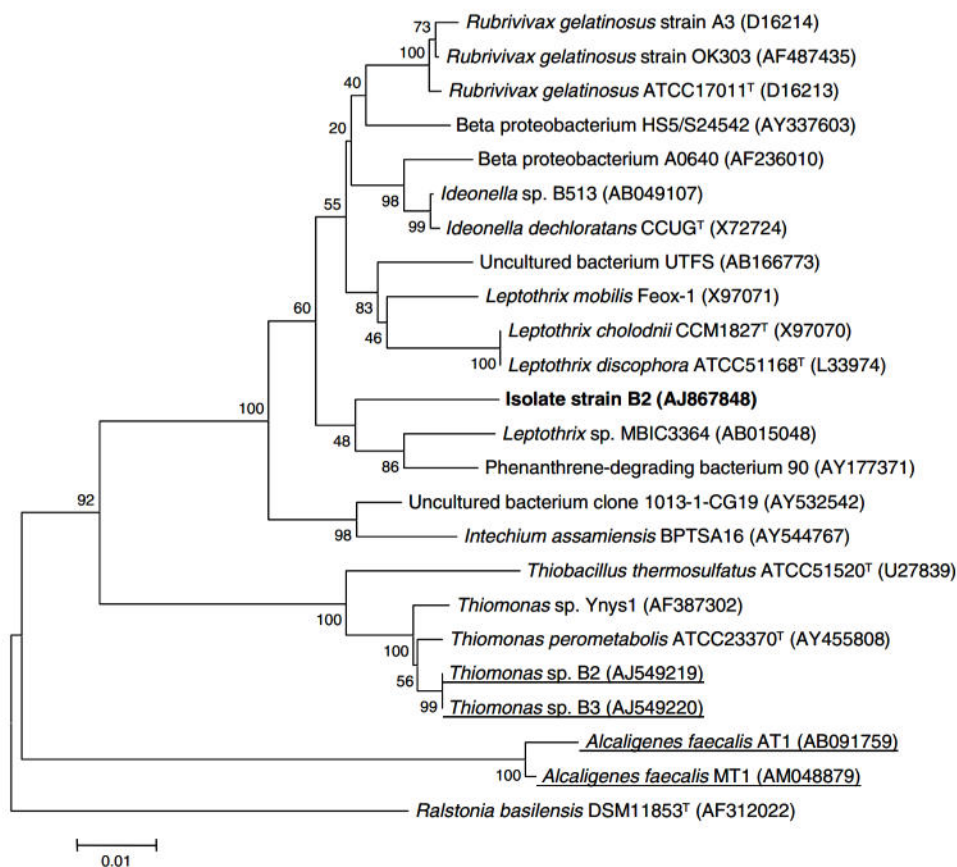 73
Rubrivivax gelatinosus strain A3 (D16214)
100
Rubrivivax gelatinosus strain OK303 (AF487435)
40
Rubrivivax gelatinosus ATCC17011ᵀ (D16213)
20
Beta proteobacterium HS5/S24542 (AY337603)
Beta proteobacterium A0640 (AF236010)
98
Ideonella sp. B513 (AB049107)
55
99
Ideonella dechloratans CCUGᵀ (X72724)
Uncultured bacterium UTFS (AB166773)
60
83
Leptothrix mobilis Feox-1 (X97071)
46
Leptothrix cholodnii CCM1827ᵀ (X97070)
100
Leptothrix discophora ATCC51168ᵀ (L33974)
100
Isolate strain B2 (AJ867848)
48
Leptothrix sp. MBIC3364 (AB015048)
86
Phenanthrene-degrading bacterium 90 (AY177371)
92
Uncultured bacterium clone 1013-1-CG19 (AY532542)
98
Intechium assamiensis BPTSA16 (AY544767)
Thiobacillus thermosulfatus ATCC51520ᵀ (U27839)
100
Thiomonas sp. Ynys1 (AF387302)
100
Thiomonas perometabolis ATCC23370ᵀ (AY455808)
56
Thiomonas sp. B2 (AJ549219)
99
Thiomonas sp. B3 (AJ549220)
Alcaligenes faecalis AT1 (AB091759)
100
Alcaligenes faecalis MT1 (AM048879)
Ralstonia basilensis DSM11853ᵀ (AF312022)
0.01